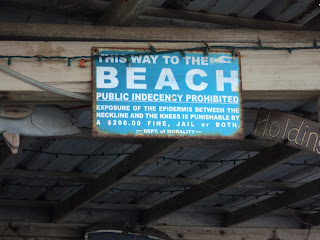 THIS WAY TO THE
BEACH
PUBLIC INDECENCY PROHIBITED
EXPOSURE OF THE EPIDERMIS BETWEEN THE
NECKLINE AND THE KNEES IS PUNISHABLE BY
A $200.00 FINE, JAIL or BOTH
— DEPT. of MORALITY —
Holding